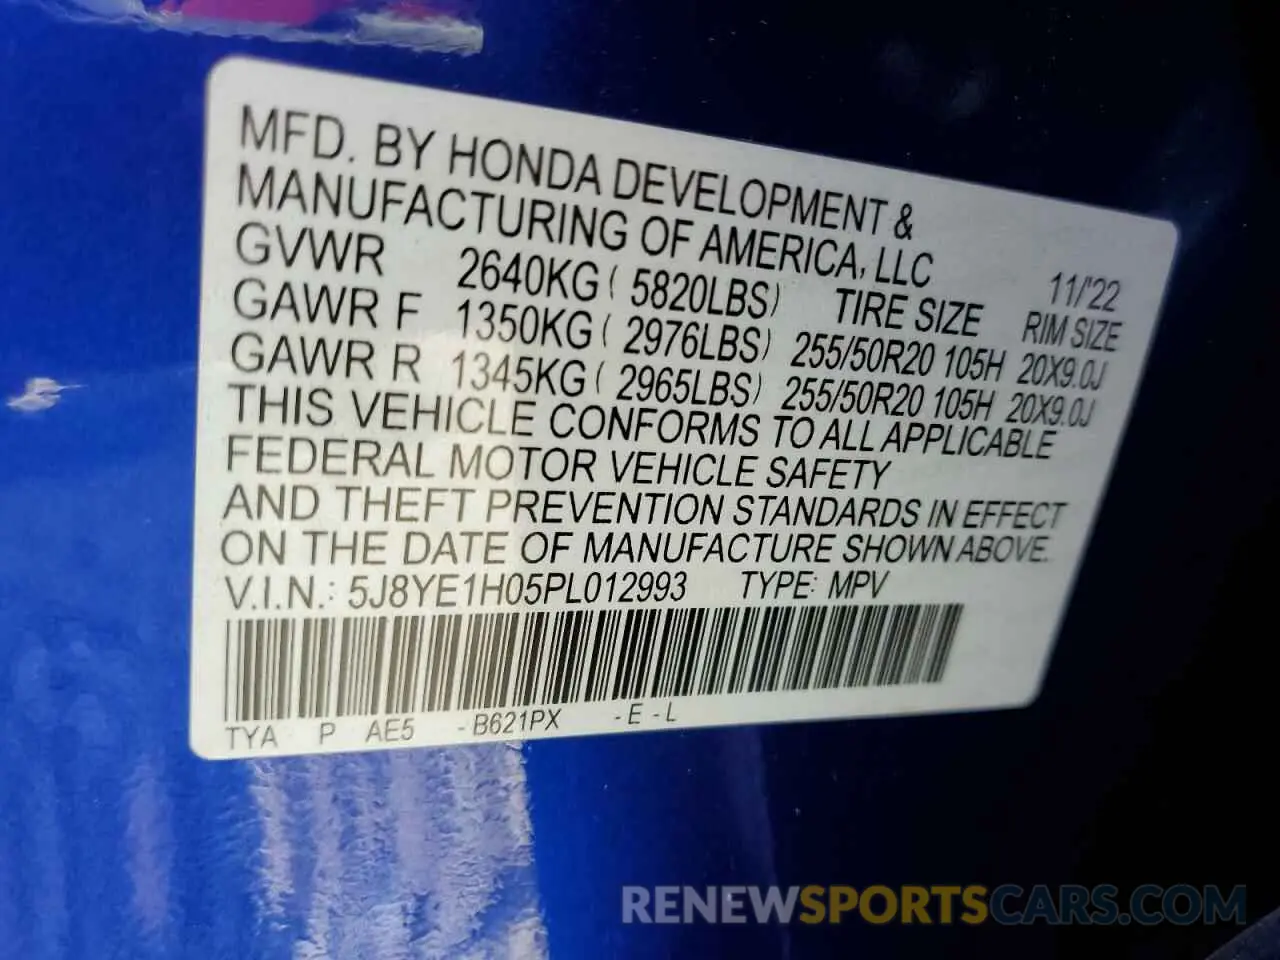 MFD. BY HONDA DEVELOPMENT &
MANUFACTURING OF AMERICA, LLC
11/'22
GVWR 2640KG ( 5820LBS) TIRE SIZE RIM SIZE
GAWR F 1350KG ( 2976LBS) 255/50R20 105H 20X9.0J
GAWR R 1345KG ( 2965LBS) 255/50R20 105H 20X9.0J
THIS VEHICLE CONFORMS TO ALL APPLICABLE
FEDERAL MOTOR VEHICLE SAFETY
AND THEFT PREVENTION STANDARDS IN EFFECT
ON THE DATE OF MANUFACTURE SHOWN ABOVE.
V.I.N.: 5J8YE1H05PL012993 TYPE: MPV
TYA P AE5 -B621PX -E -L
RENEWSPORTSCARS.COM